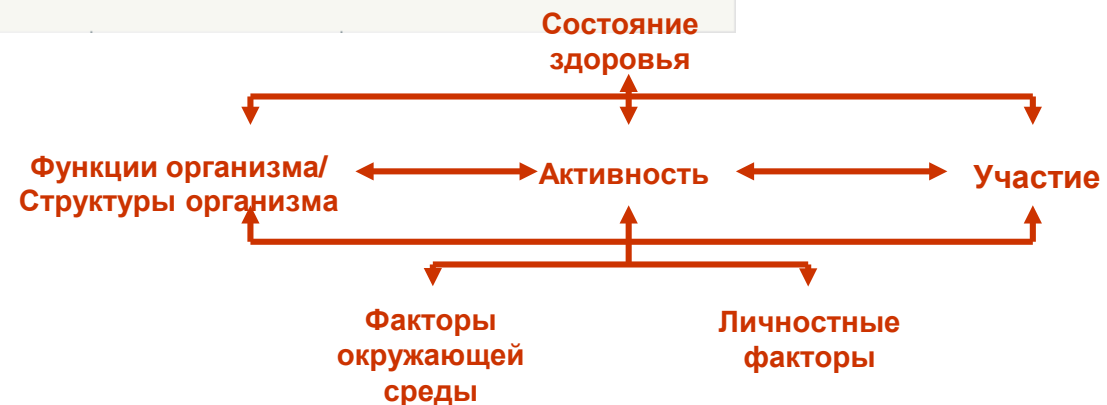 Состояние
здоровья
Функции организма/
Структуры организма
Активность
Участие
Факторы
окружающей
среды
Личностные
факторы